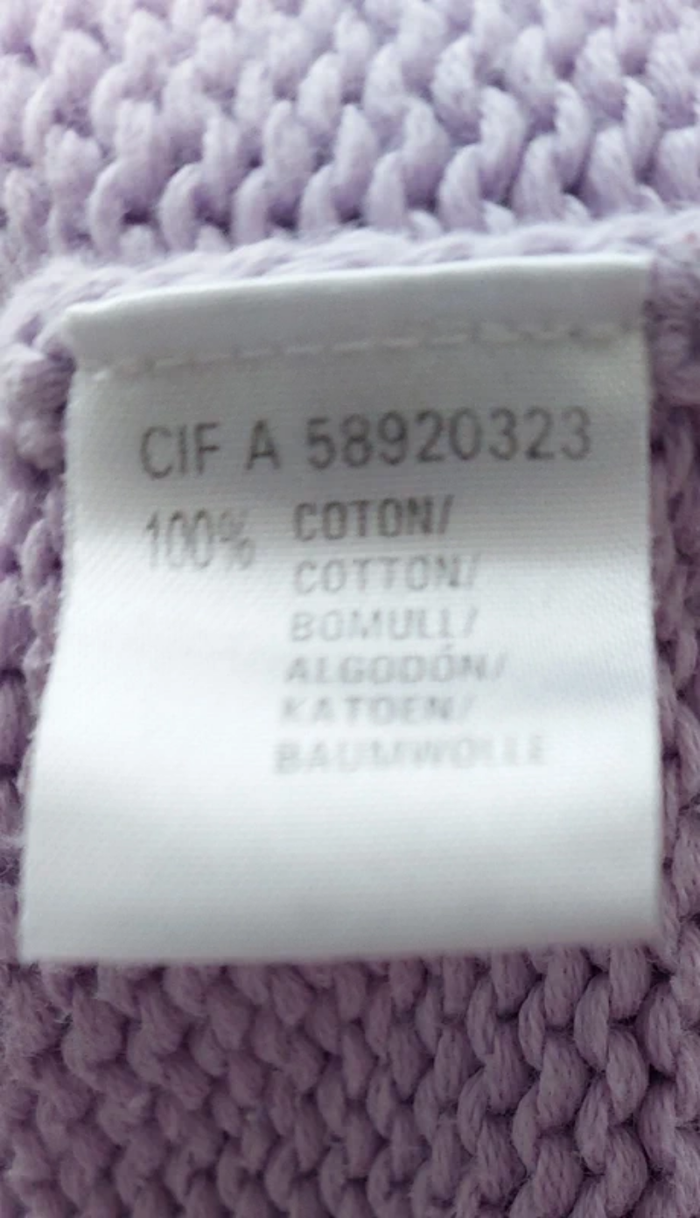 CIF A 58920323
100% COTON/
COTTON/
BOMULL/
ALGODÓN/
KATOEN/
BAUMWOLLE